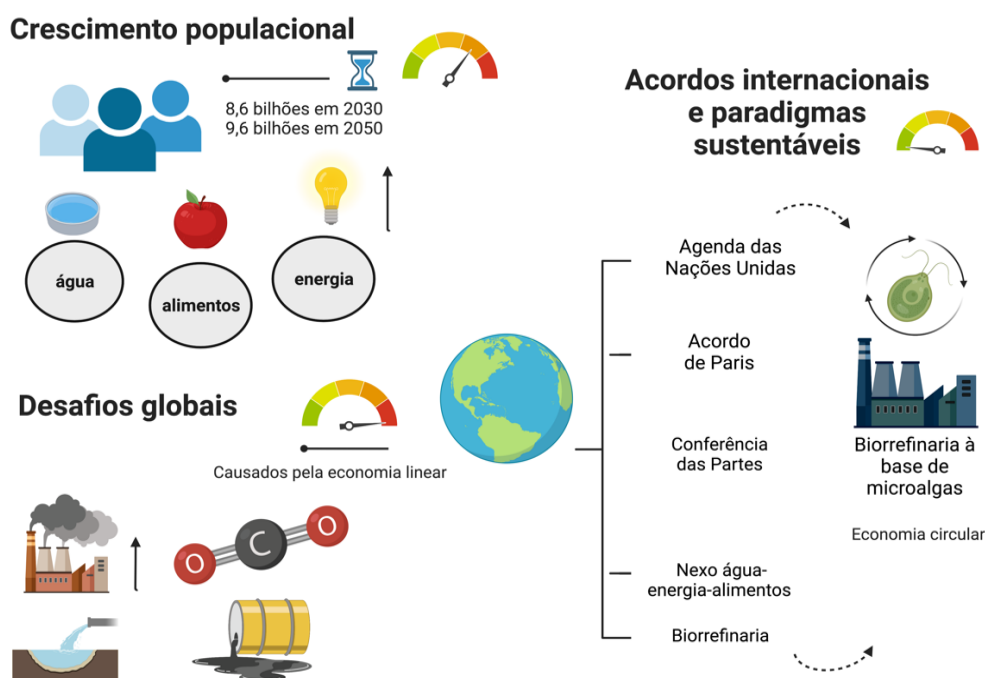 Crescimento populacional
8,6 bilhões em 2030
9,6 bilhões em 2050
água
alimentos
energia
Desafios globais
Causados pela economia linear
O
C
O
Acordos internacionais
e paradigmas
sustentáveis
Agenda das
Nações Unidas
Acordo
de Paris
Conferência
das Partes
Nexo água-
energia-alimentos
Biorrefinaria
Biorrefinaria à
base de
microalgas
Economia circular